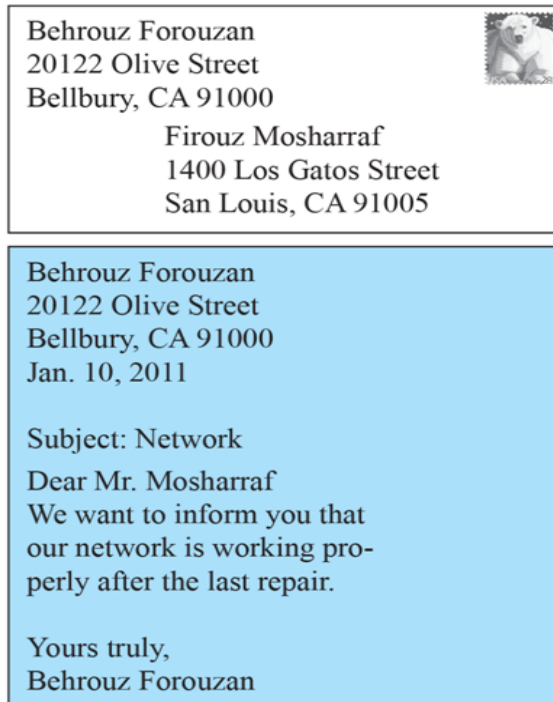 Behrouz Forouzan
20122 Olive Street
Bellbury, CA 91000
Firouz Mosharraf
1400 Los Gatos Street
San Louis, CA 91005
Behrouz Forouzan
20122 Olive Street
Bellbury, CA 91000
Jan. 10, 2011
Subject: Network
Dear Mr. Mosharraf
We want to inform you that
our network is working pro-
perly after the last repair.
Yours truly,
Behrouz Forouzan